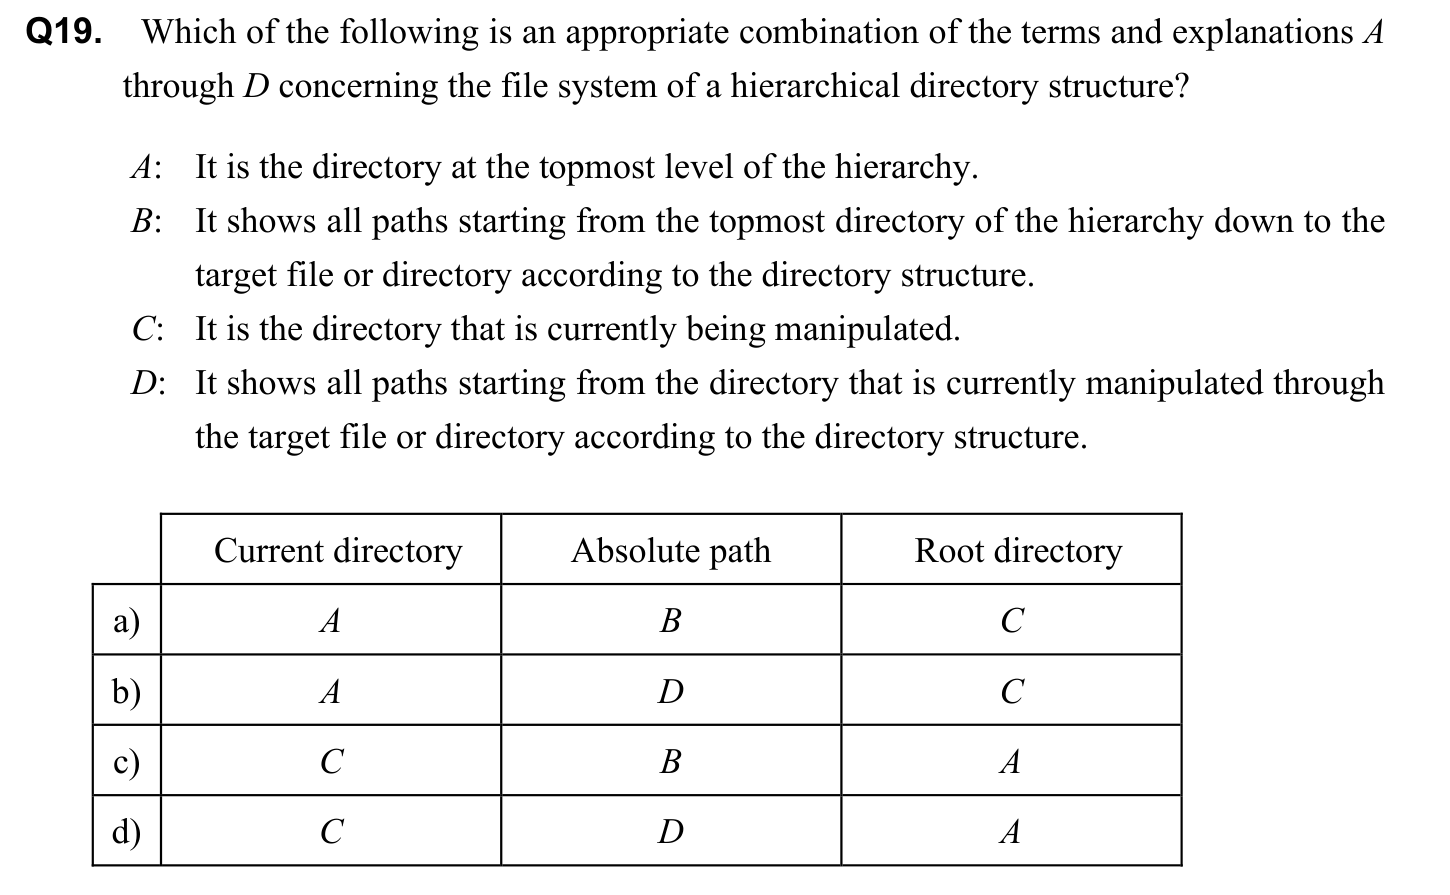 Q19. Which of the following is an appropriate combination of the terms and explanations A
through D concerning the file system of a hierarchical directory structure?
A: It is the directory at the topmost level of the hierarchy.
B: It shows all paths starting from the topmost directory of the hierarchy down to the
target file or directory according to the directory structure.
C: It is the directory that is currently being manipulated.
D: It shows all paths starting from the directory that is currently manipulated through
the target file or directory according to the directory structure.
Current directory Absolute path Root directory
a) A B C
b) A D C
c) C B A
d) C D A